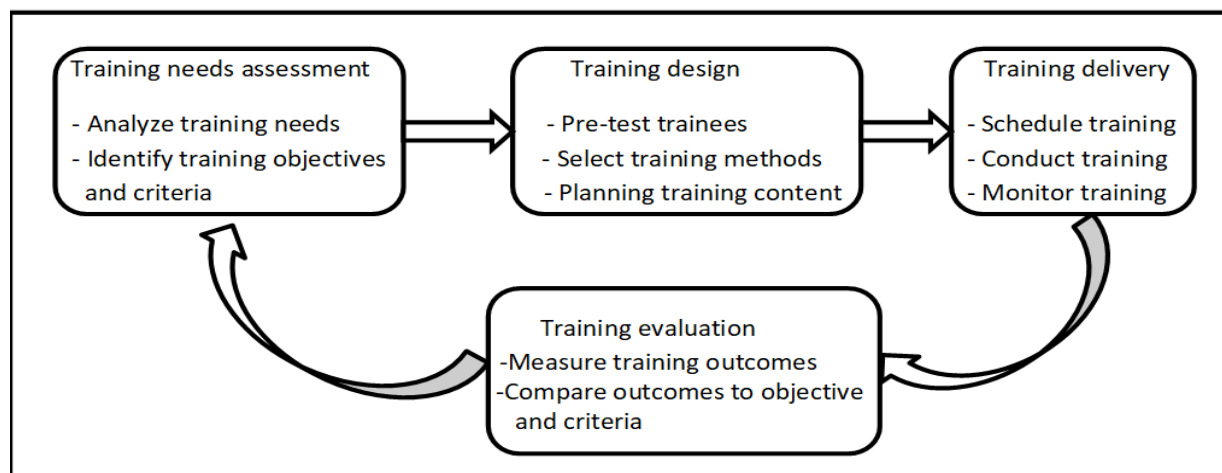 Training needs assessment
- Analyze training needs
- Identify training objectives
and criteria
Training design
- Pre-test trainees
- Select training methods
- Planning training content
Training delivery
- Schedule training
- Conduct training
- Monitor training
Training evaluation
-Measure training outcomes
-Compare outcomes to objective
and criteria